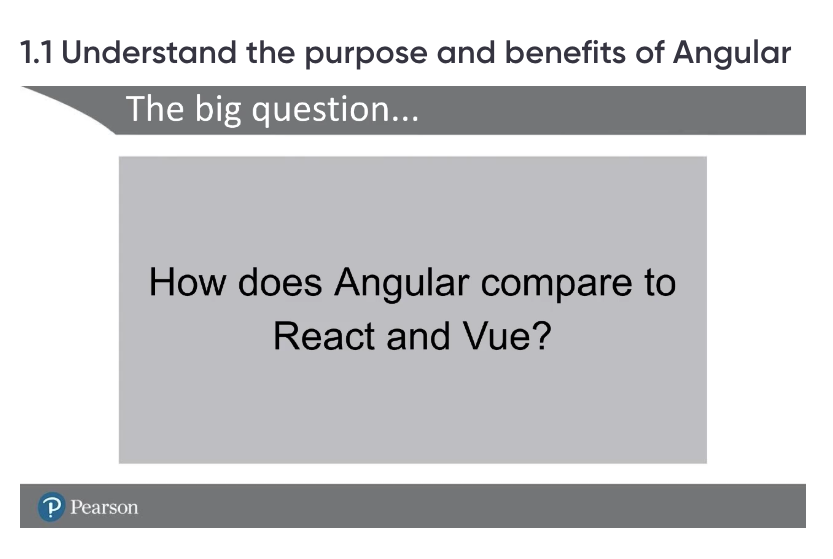 1.1 Understand the purpose and benefits of Angular
The big question...
How does Angular compare to
React and Vue?
Pearson